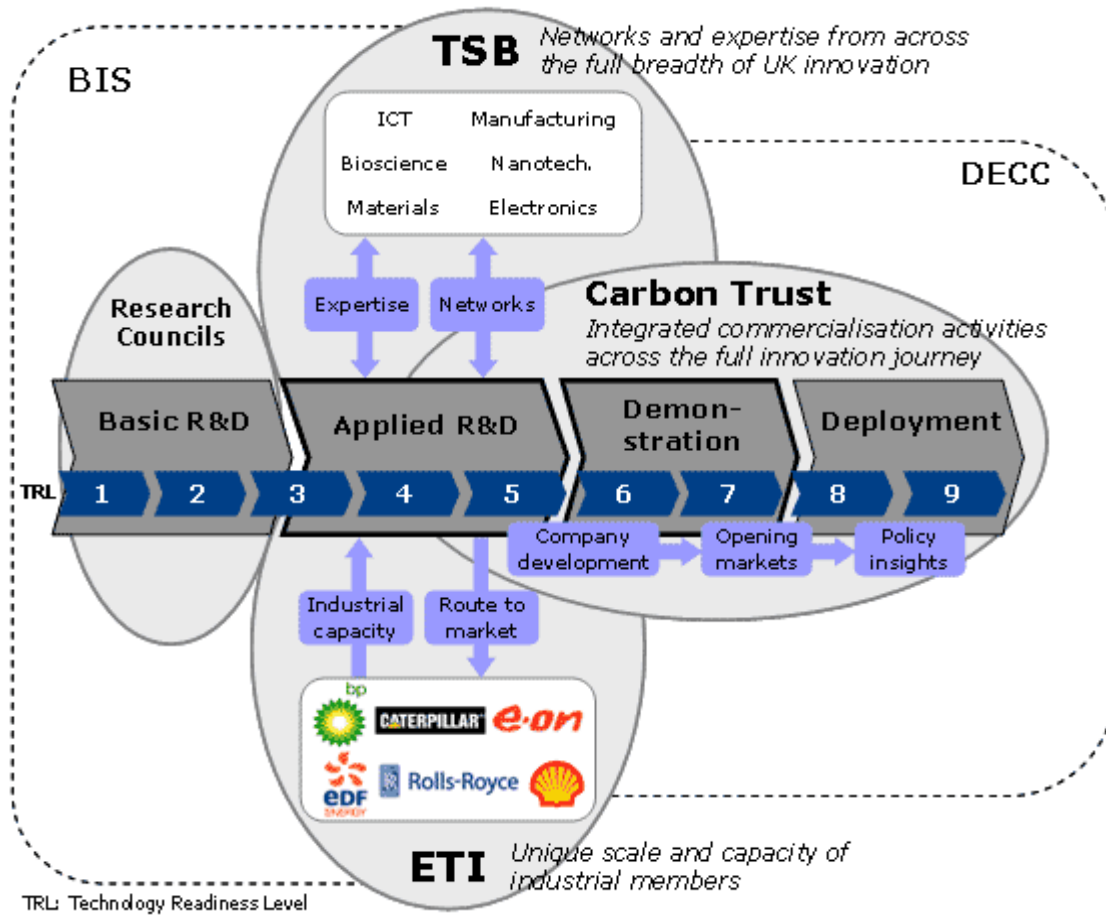 TSB
Networks and expertise from across
the full breadth of UK innovation
BIS
ICT Manufacturing
Bioscience Nanotech.
Materials Electronics
DECC
Expertise Networks
Research
Councils
Carbon Trust
Integrated commercialisation activities
across the full innovation journey
Basic R&D
Applied R&D
Demon-
stration
Deployment
TRL 1 2 3 4 5 6 7 8 9
Company
development
Opening
markets
Policy
insights
Industrial
capacity
Route to
market
bp
CATERPILLAR
e·on
eDF
ENERGY
Rolls-Royce
ETI
Unique scale and capacity of
industrial members
TRL: Technology Readiness Level